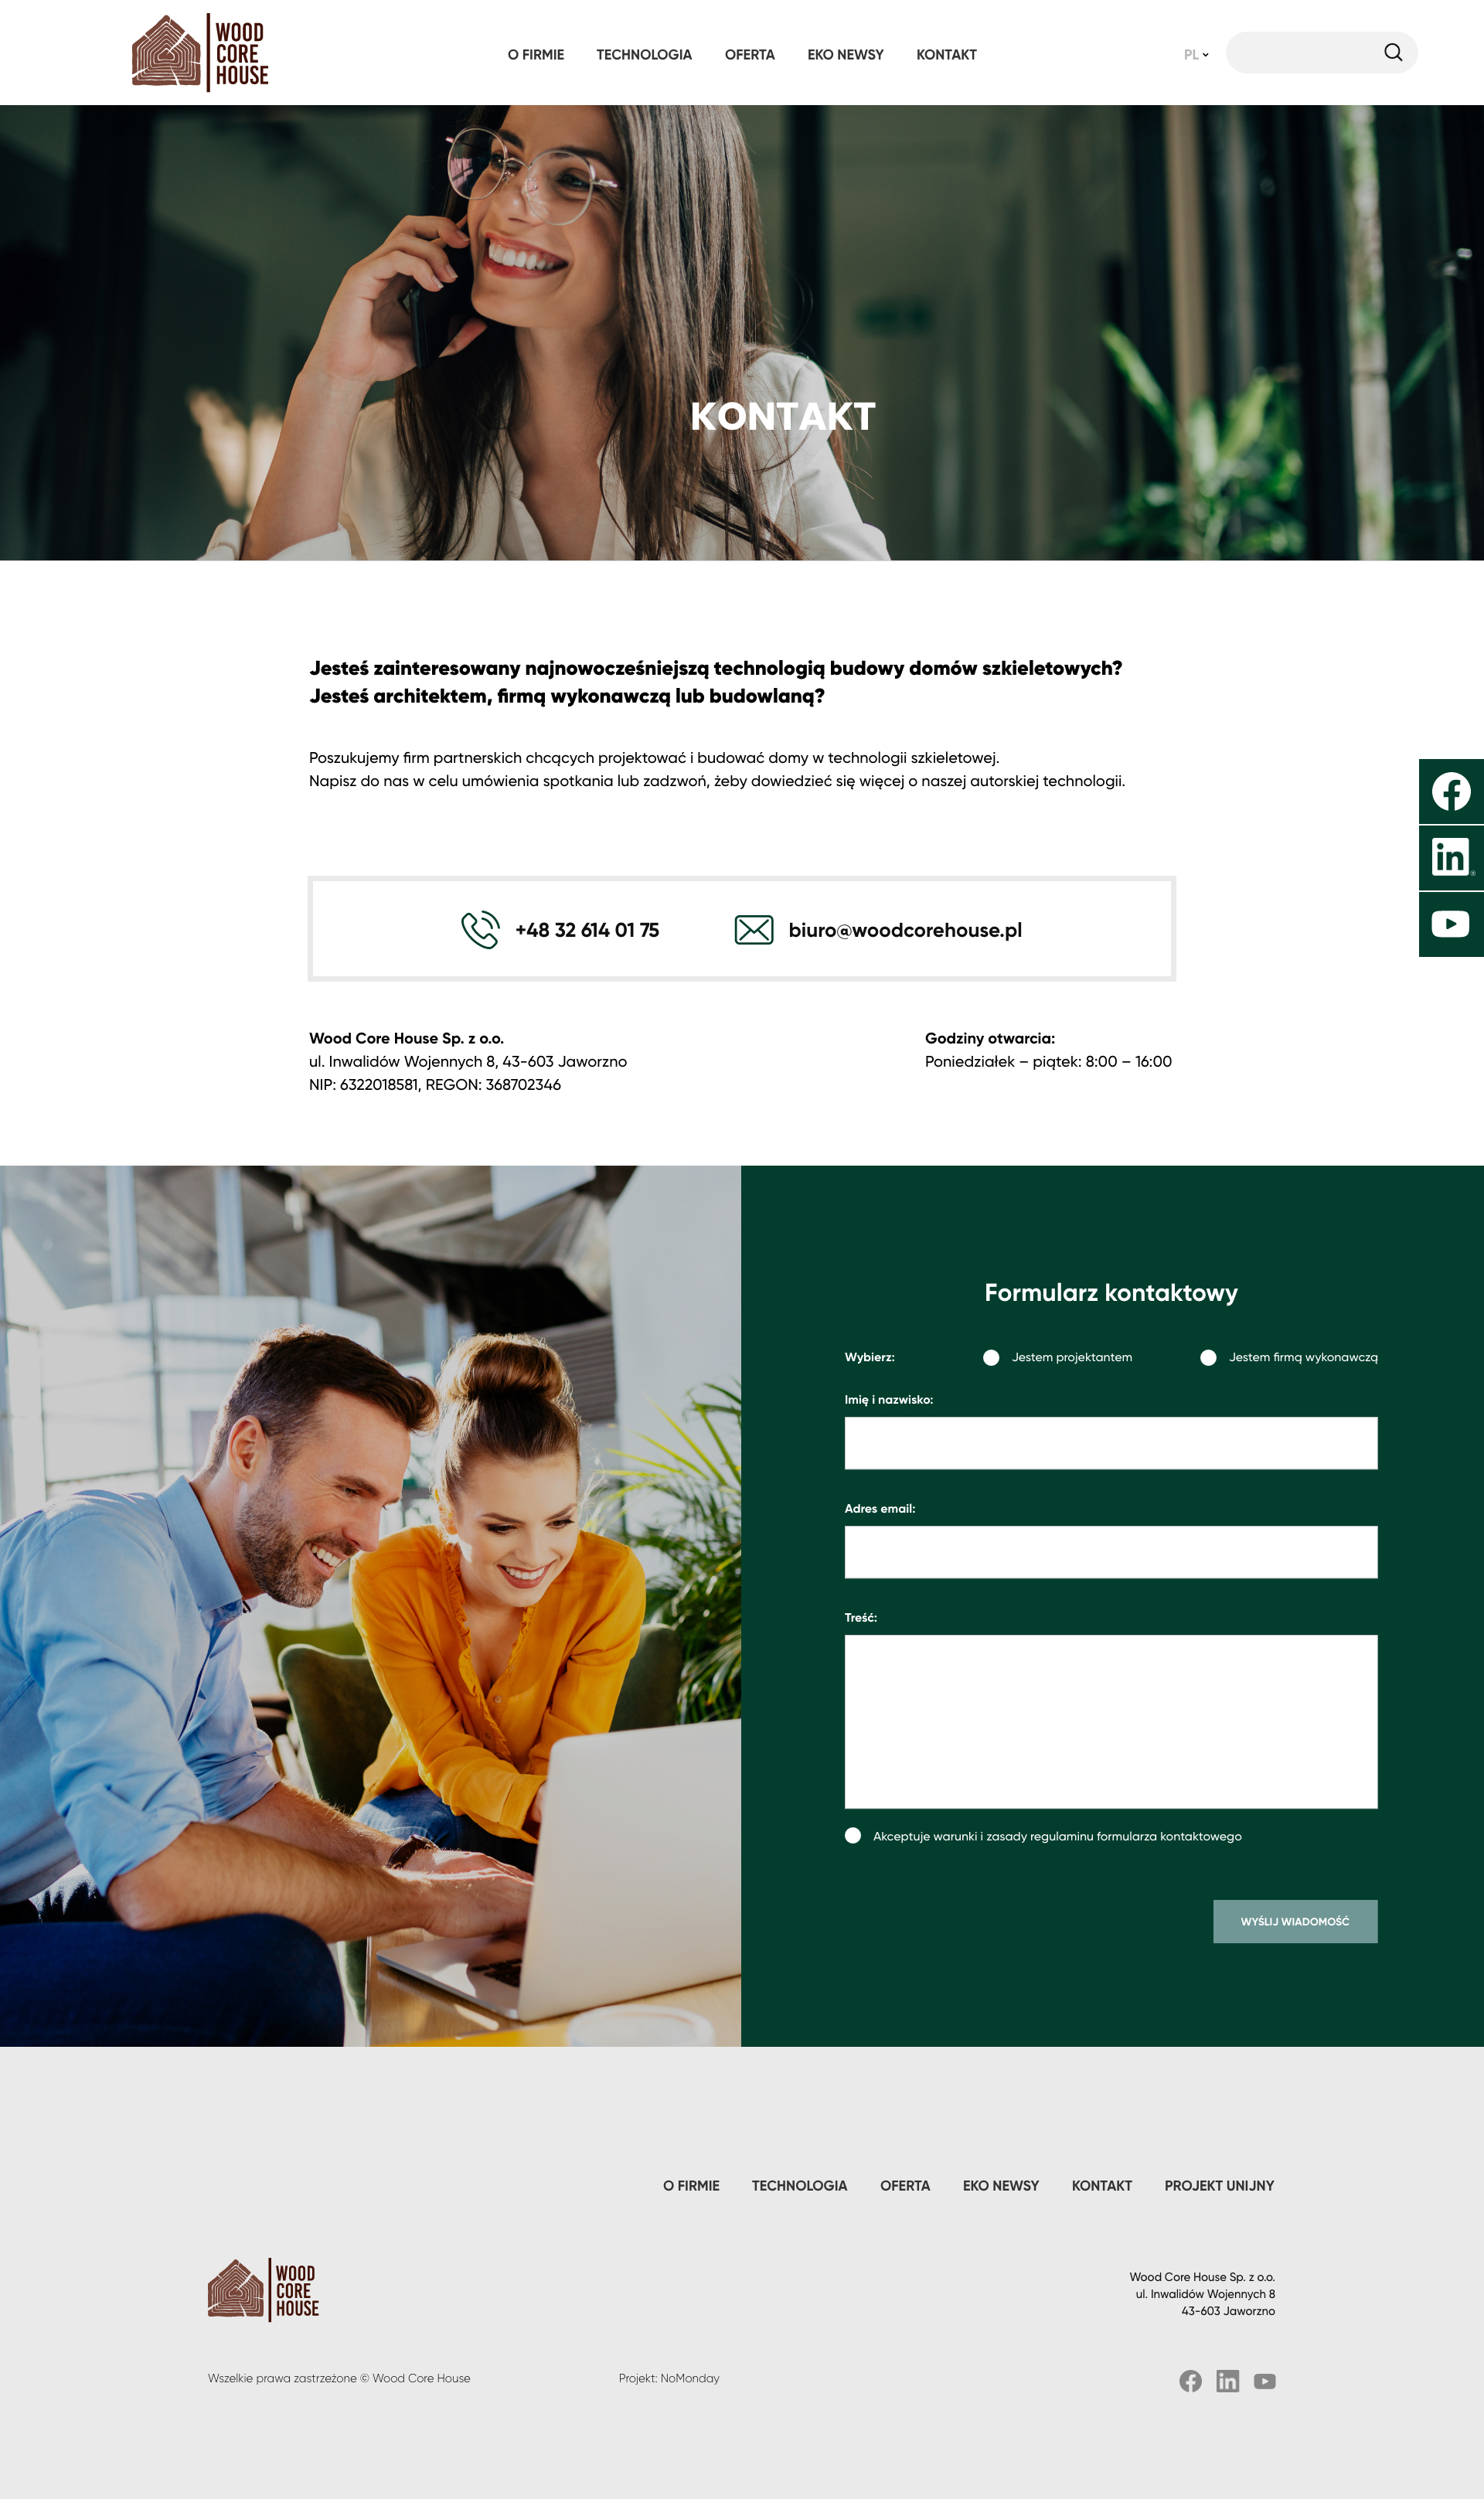 WOOD
CORE
HOUSE
O FIRMIE TECHNOLOGIA OFERTA EKO NEWSY KONTAKT PL
KONTAKT
Jesteś zainteresowany najnowocześniejszą technologią budowy domów szkieletowych?
Jesteś architektem, firmą wykonawczą lub budowlaną?
Poszukujemy firm partnerskich chcących projektować i budować domy w technologii szkieletowej.
Napisz do nas w celu umówienia spotkania lub zadzwoń, żeby dowiedzieć się więcej o naszej autorskiej technologii.
in
+48 32 614 01 75 biuro@woodcorehouse.pl
Wood Core House Sp. z o.o.
ul. Inwalidów Wojennych 8, 43-603 Jaworzno
NIP: 6322018581, REGON: 368702346
Godziny otwarcia:
Poniedziałek – piątek: 8:00 – 16:00
Formularz kontaktowy
Wybierz: Jestem projektantem Jestem firmą wykonawczą
Imię i nazwisko:
Adres email:
Treść:
Akceptuje warunki i zasady regulaminu formularza kontaktowego
WYŚLIJ WIADOMOŚĆ
O FIRMIE TECHNOLOGIA OFERTA EKO NEWSY KONTAKT PROJEKT UNIJNY
WOOD
CORE
HOUSE
Wood Core House Sp. z o.o.
ul. Inwalidów Wojennych 8
43-603 Jaworzno
Wszelkie prawa zastrzeżone © Wood Core House Projekt: NoMonday
in